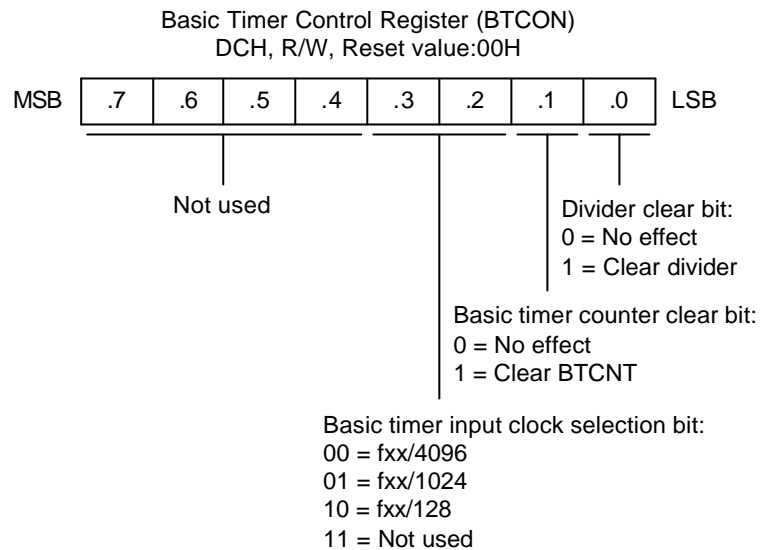 Basic Timer Control Register (BTCON)
DCH, R/W, Reset value:00H
MSB .7 .6 .5 .4 .3 .2 .1 .0 LSB
Not used
Divider clear bit:
0 = No effect
1 = Clear divider
Basic timer counter clear bit:
0 = No effect
1 = Clear BTCNT
Basic timer input clock selection bit:
00 = fxx/4096
01 = fxx/1024
10 = fxx/128
11 = Not used